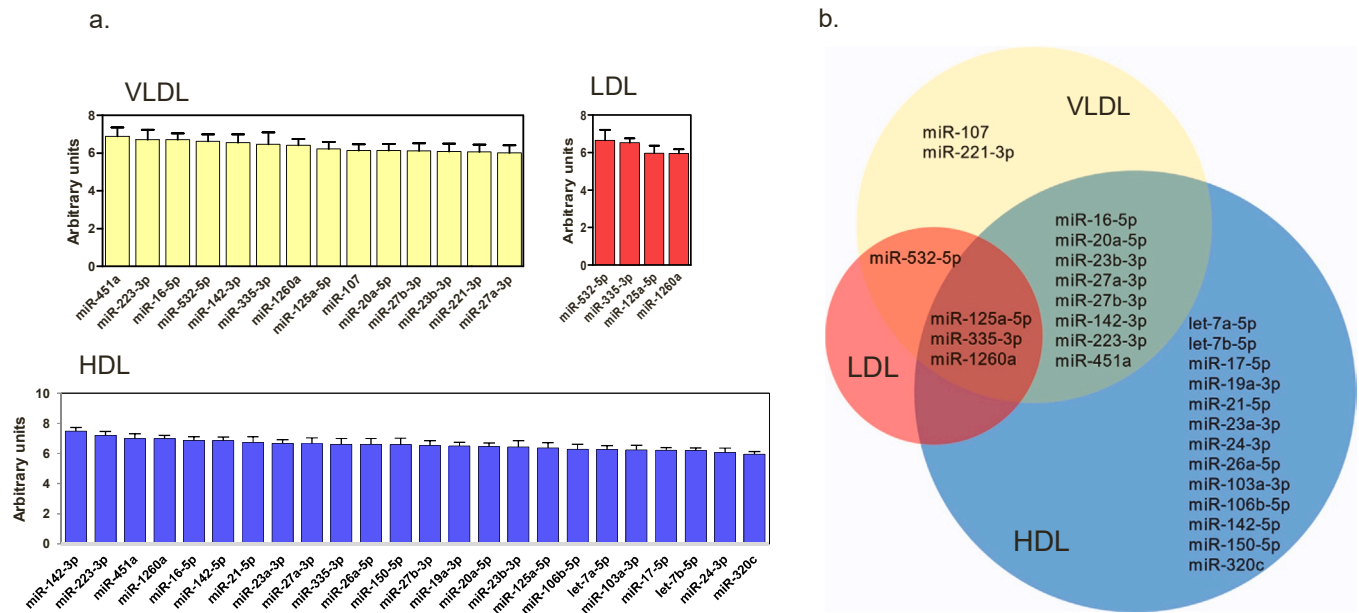 a.
VLDL
Arbitrary units
8
6
4
2
0
miR-451a
miR-223-3p
miR-16-5p
miR-532-5p
miR-142-3p
miR-335-3p
miR-1260a
miR-125a-5p
miR-107
miR-20a-5p
miR-27b-3p
miR-23b-3p
miR-221-3p
miR-27a-3p
LDL
Arbitrary units
8
6
4
2
0
miR-532-5p
miR-335-3p
miR-125a-5p
miR-1260a
HDL
Arbitrary units
10
8
6
4
2
0
miR-142-3p
miR-223-3p
miR-451a
miR-1260a
miR-16-5p
miR-142-5p
miR-21-5p
miR-23a-3p
miR-27a-3p
miR-335-3p
miR-26a-5p
miR-150-5p
miR-27b-3p
miR-19a-3p
miR-20a-5p
miR-23b-3p
miR-125a-5p
miR-106b-5p
let-7a-5p
miR-103a-3p
miR-17-5p
let-7b-5p
miR-24-3p
miR-320c
b.
VLDL
miR-107
miR-221-3p
miR-532-5p
miR-16-5p
miR-20a-5p
miR-23b-3p
miR-27a-3p
miR-27b-3p
miR-142-3p
miR-223-3p
miR-451a
miR-125a-5p
miR-335-3p
miR-1260a
LDL
let-7a-5p
let-7b-5p
miR-17-5p
miR-19a-3p
miR-21-5p
miR-23a-3p
miR-24-3p
miR-26a-5p
miR-103a-3p
miR-106b-5p
miR-142-5p
miR-150-5p
miR-320c
HDL